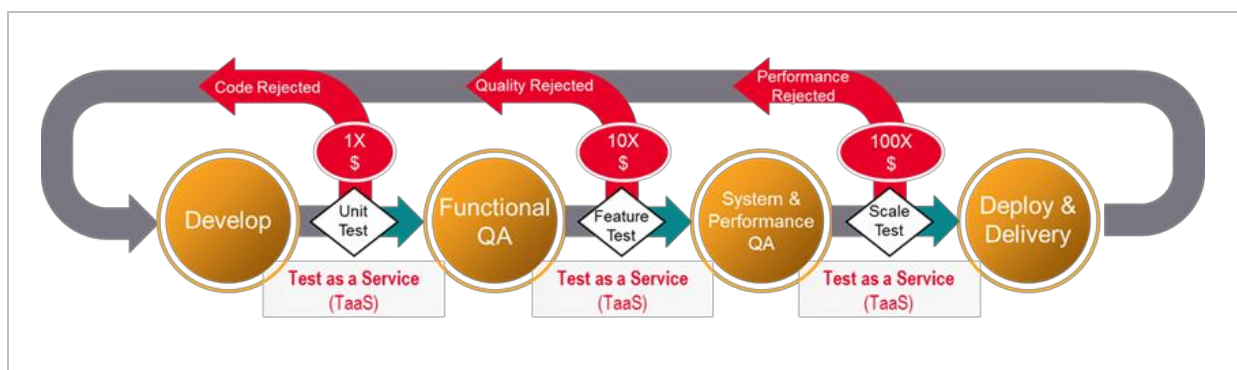 Code Rejected
Quality Rejected
Performance
Rejected
1X
$
10X
$
100X
$
Develop
Unit
Test
Functional
QA
Feature
Test
System &
Performance
QA
Scale
Test
Deploy &
Delivery
Test as a Service
(TaaS)
Test as a Service
(TaaS)
Test as a Service
(TaaS)